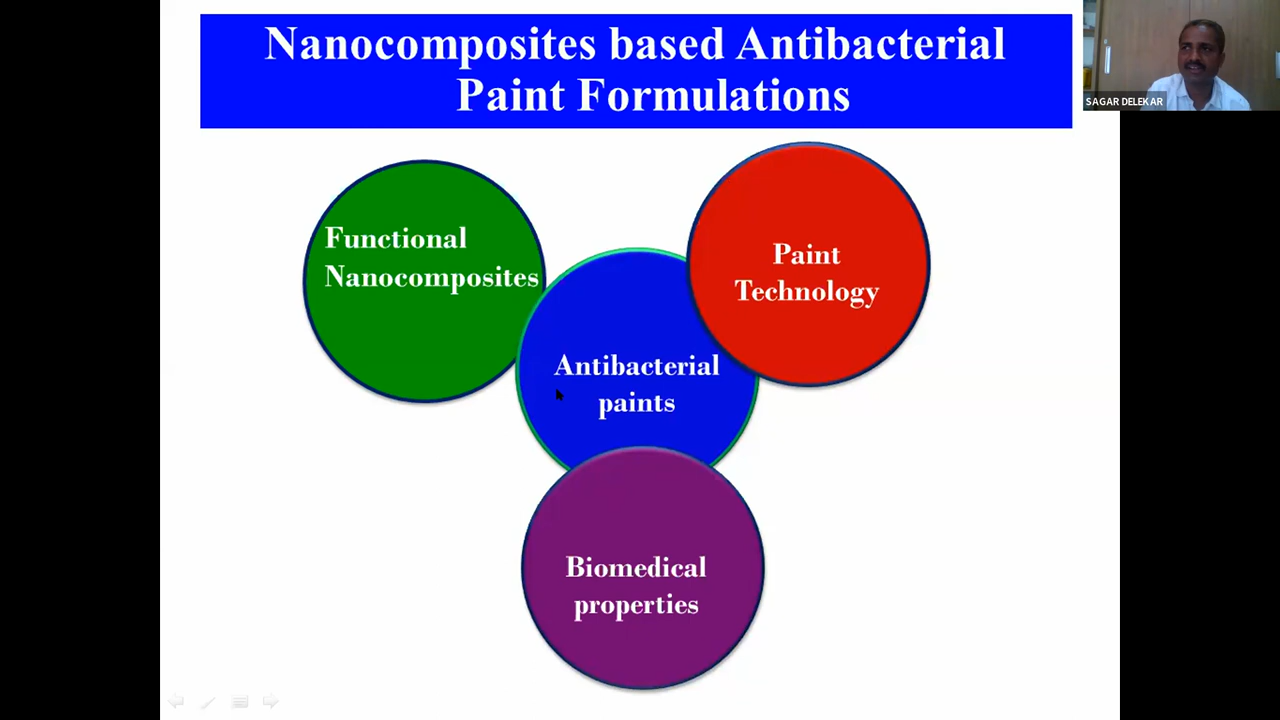 Nanocomposites based Antibacterial
Paint Formulations
SAGAR DELEKAR
Functional
Nanocomposites
Paint
Technology
Antibacterial
paints
Biomedical
properties